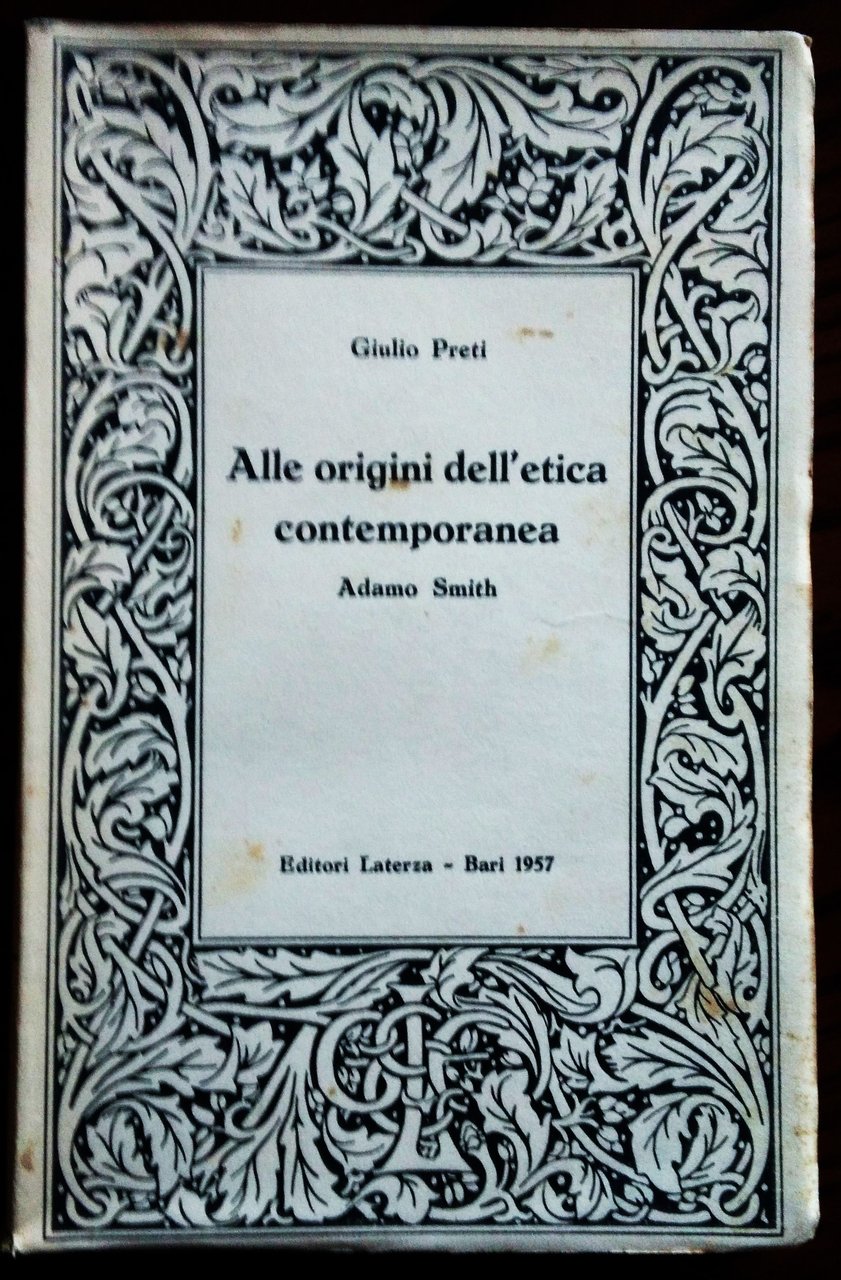 Giulio Preti
Alle origini dell'etica
contemporanea
Adamo Smith
Editori Laterza - Bari 1957